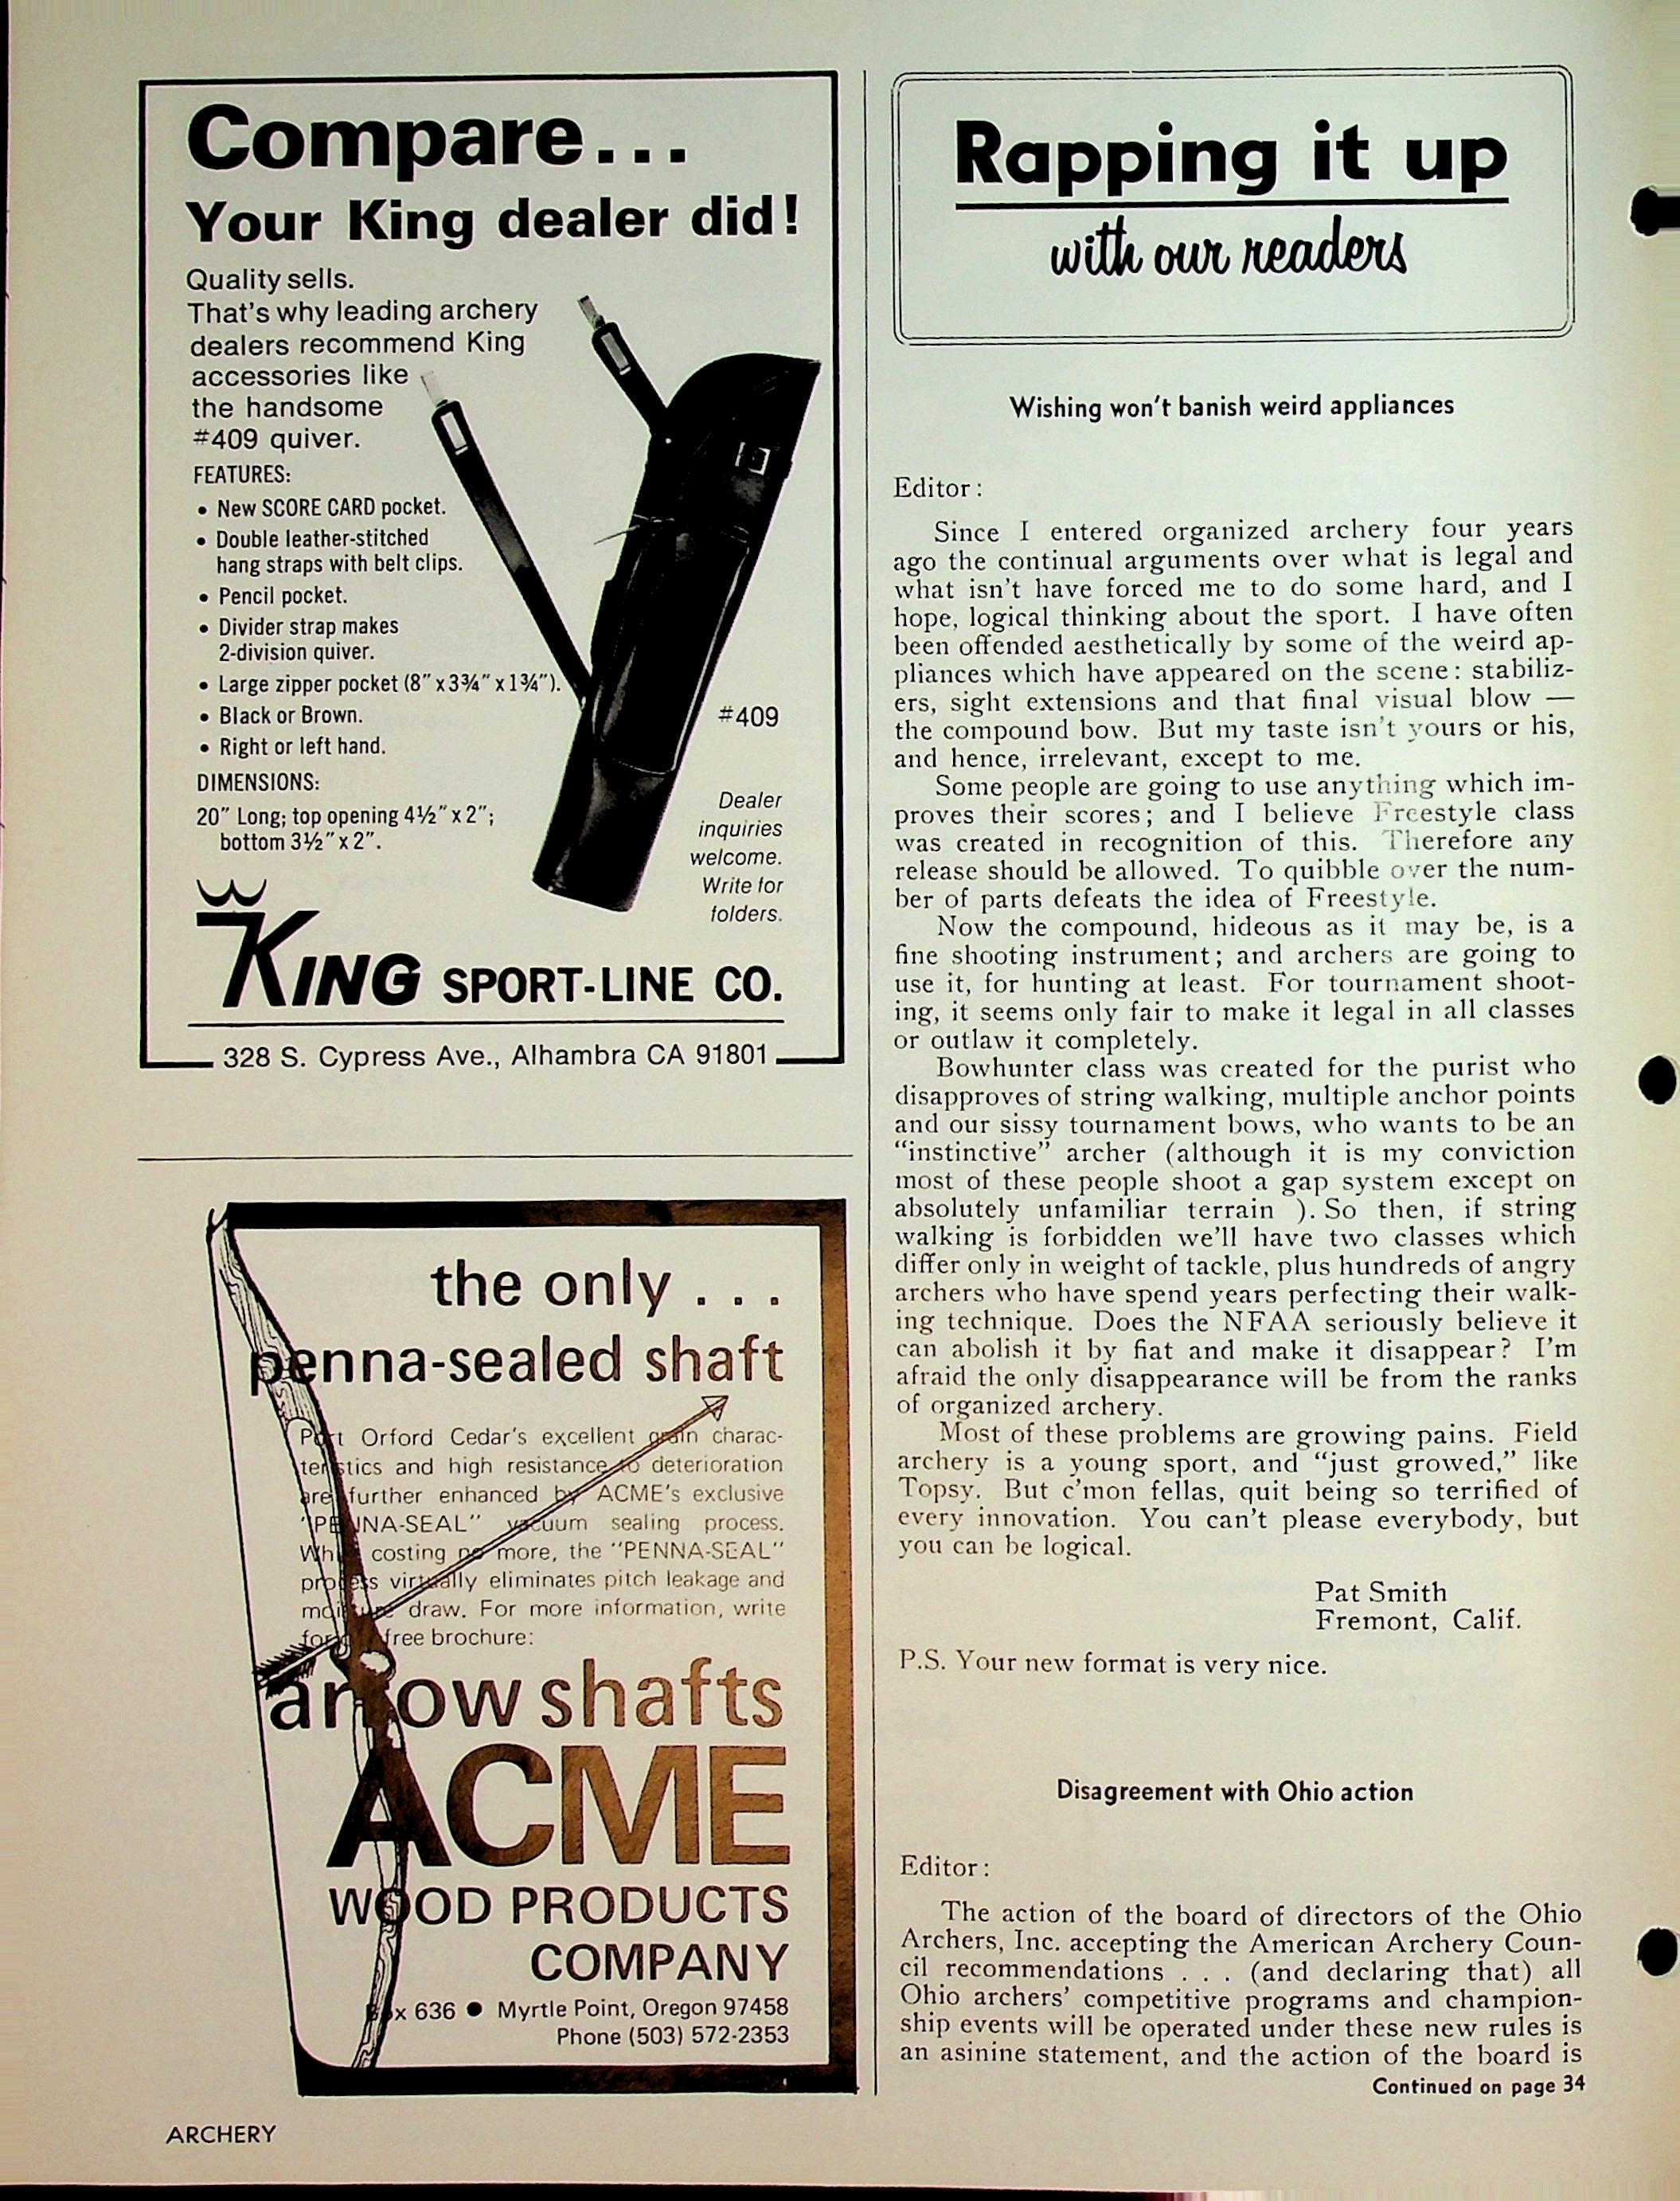 Compare...
Your King dealer did!
Quality sells.
That's why leading archery
dealers recommend King
accessories like
the handsome
#409 quiver.
FEATURES:
• New SCORE CARD pocket.
• Double leather-stitched
hang straps with belt clips.
• Pencil pocket.
• Divider strap makes
2-division quiver.
• Large zipper pocket (8" x 3¾" x 1¾").
• Black or Brown.
• Right or left hand.
DIMENSIONS:
20" Long; top opening 4½" x 2";
bottom 3½" x 2".
#409
Dealer
inquiries
welcome.
Write for
folders.
KING SPORT-LINE CO.
328 S. Cypress Ave., Alhambra CA 91801
the only . . .
penna-sealed shaft
Port Orford Cedar's excellent grain charac-
teristics and high resistance to deterioration
are further enhanced by ACME's exclusive
"PENNA-SEAL" vacuum sealing process.
While costing no more, the "PENNA-SEAL"
process virtually eliminates pitch leakage and
moisture draw. For more information, write
for free brochure:
arrow shafts
ACME
WOOD PRODUCTS
COMPANY
Box 636 • Myrtle Point, Oregon 97458
Phone (503) 572-2353
ARCHERY
Rapping it up
with our readers
Wishing won't banish weird appliances
Editor:
Since I entered organized archery four years
ago the continual arguments over what is legal and
what isn't have forced me to do some hard, and I
hope, logical thinking about the sport. I have often
been offended aesthetically by some of the weird ap-
pliances which have appeared on the scene: stabiliz-
ers, sight extensions and that final visual blow —
the compound bow. But my taste isn't yours or his,
and hence, irrelevant, except to me.
Some people are going to use anything which im-
proves their scores; and I believe Freestyle class
was created in recognition of this. Therefore any
release should be allowed. To quibble over the num-
ber of parts defeats the idea of Freestyle.
Now the compound, hideous as it may be, is a
fine shooting instrument; and archers are going to
use it, for hunting at least. For tournament shoot-
ing, it seems only fair to make it legal in all classes
or outlaw it completely.
Bowhunter class was created for the purist who
disapproves of string walking, multiple anchor points
and our sissy tournament bows, who wants to be an
"instinctive" archer (although it is my conviction
most of these people shoot a gap system except on
absolutely unfamiliar terrain ). So then, if string
walking is forbidden we'll have two classes which
differ only in weight of tackle, plus hundreds of angry
archers who have spend years perfecting their walk-
ing technique. Does the NFAA seriously believe it
can abolish it by fiat and make it disappear? I'm
afraid the only disappearance will be from the ranks
of organized archery.
Most of these problems are growing pains. Field
archery is a young sport, and "just growed," like
Topsy. But c'mon fellas, quit being so terrified of
every innovation. You can't please everybody, but
you can be logical.
Pat Smith
Fremont, Calif.
P.S. Your new format is very nice.
Disagreement with Ohio action
Editor:
The action of the board of directors of the Ohio
Archers, Inc. accepting the American Archery Coun-
cil recommendations . . . (and declaring that) all
Ohio archers' competitive programs and champion-
ship events will be operated under these new rules is
an asinine statement, and the action of the board is
Continued on page 34